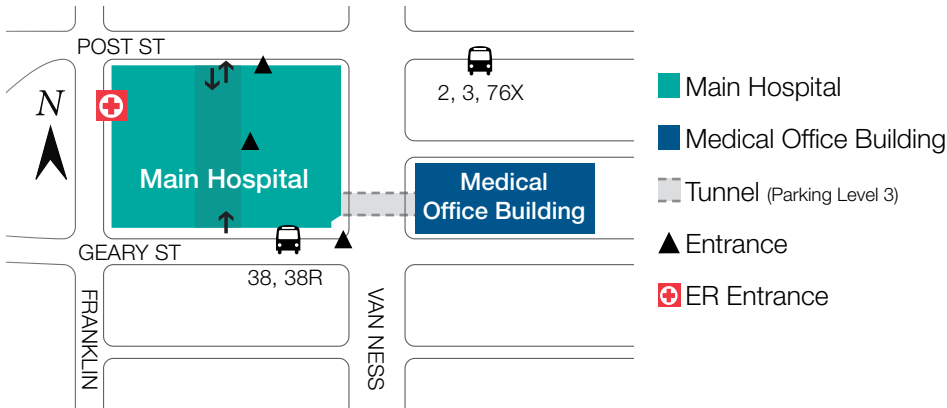 POST ST
N
2, 3, 76X
Main Hospital
Medical
Office Building
GEARY ST
38, 38R
FRANKLIN
VAN NESS
Main Hospital
Medical Office Building
Tunnel (Parking Level 3)
Entrance
ER Entrance